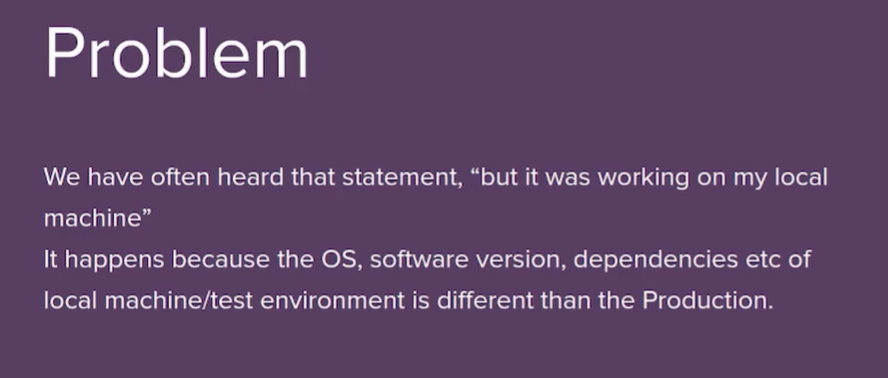 Problem
We have often heard that statement, “but it was working on my local
machine”
It happens because the OS, software version, dependencies etc of
local machine/test environment is different than the Production.